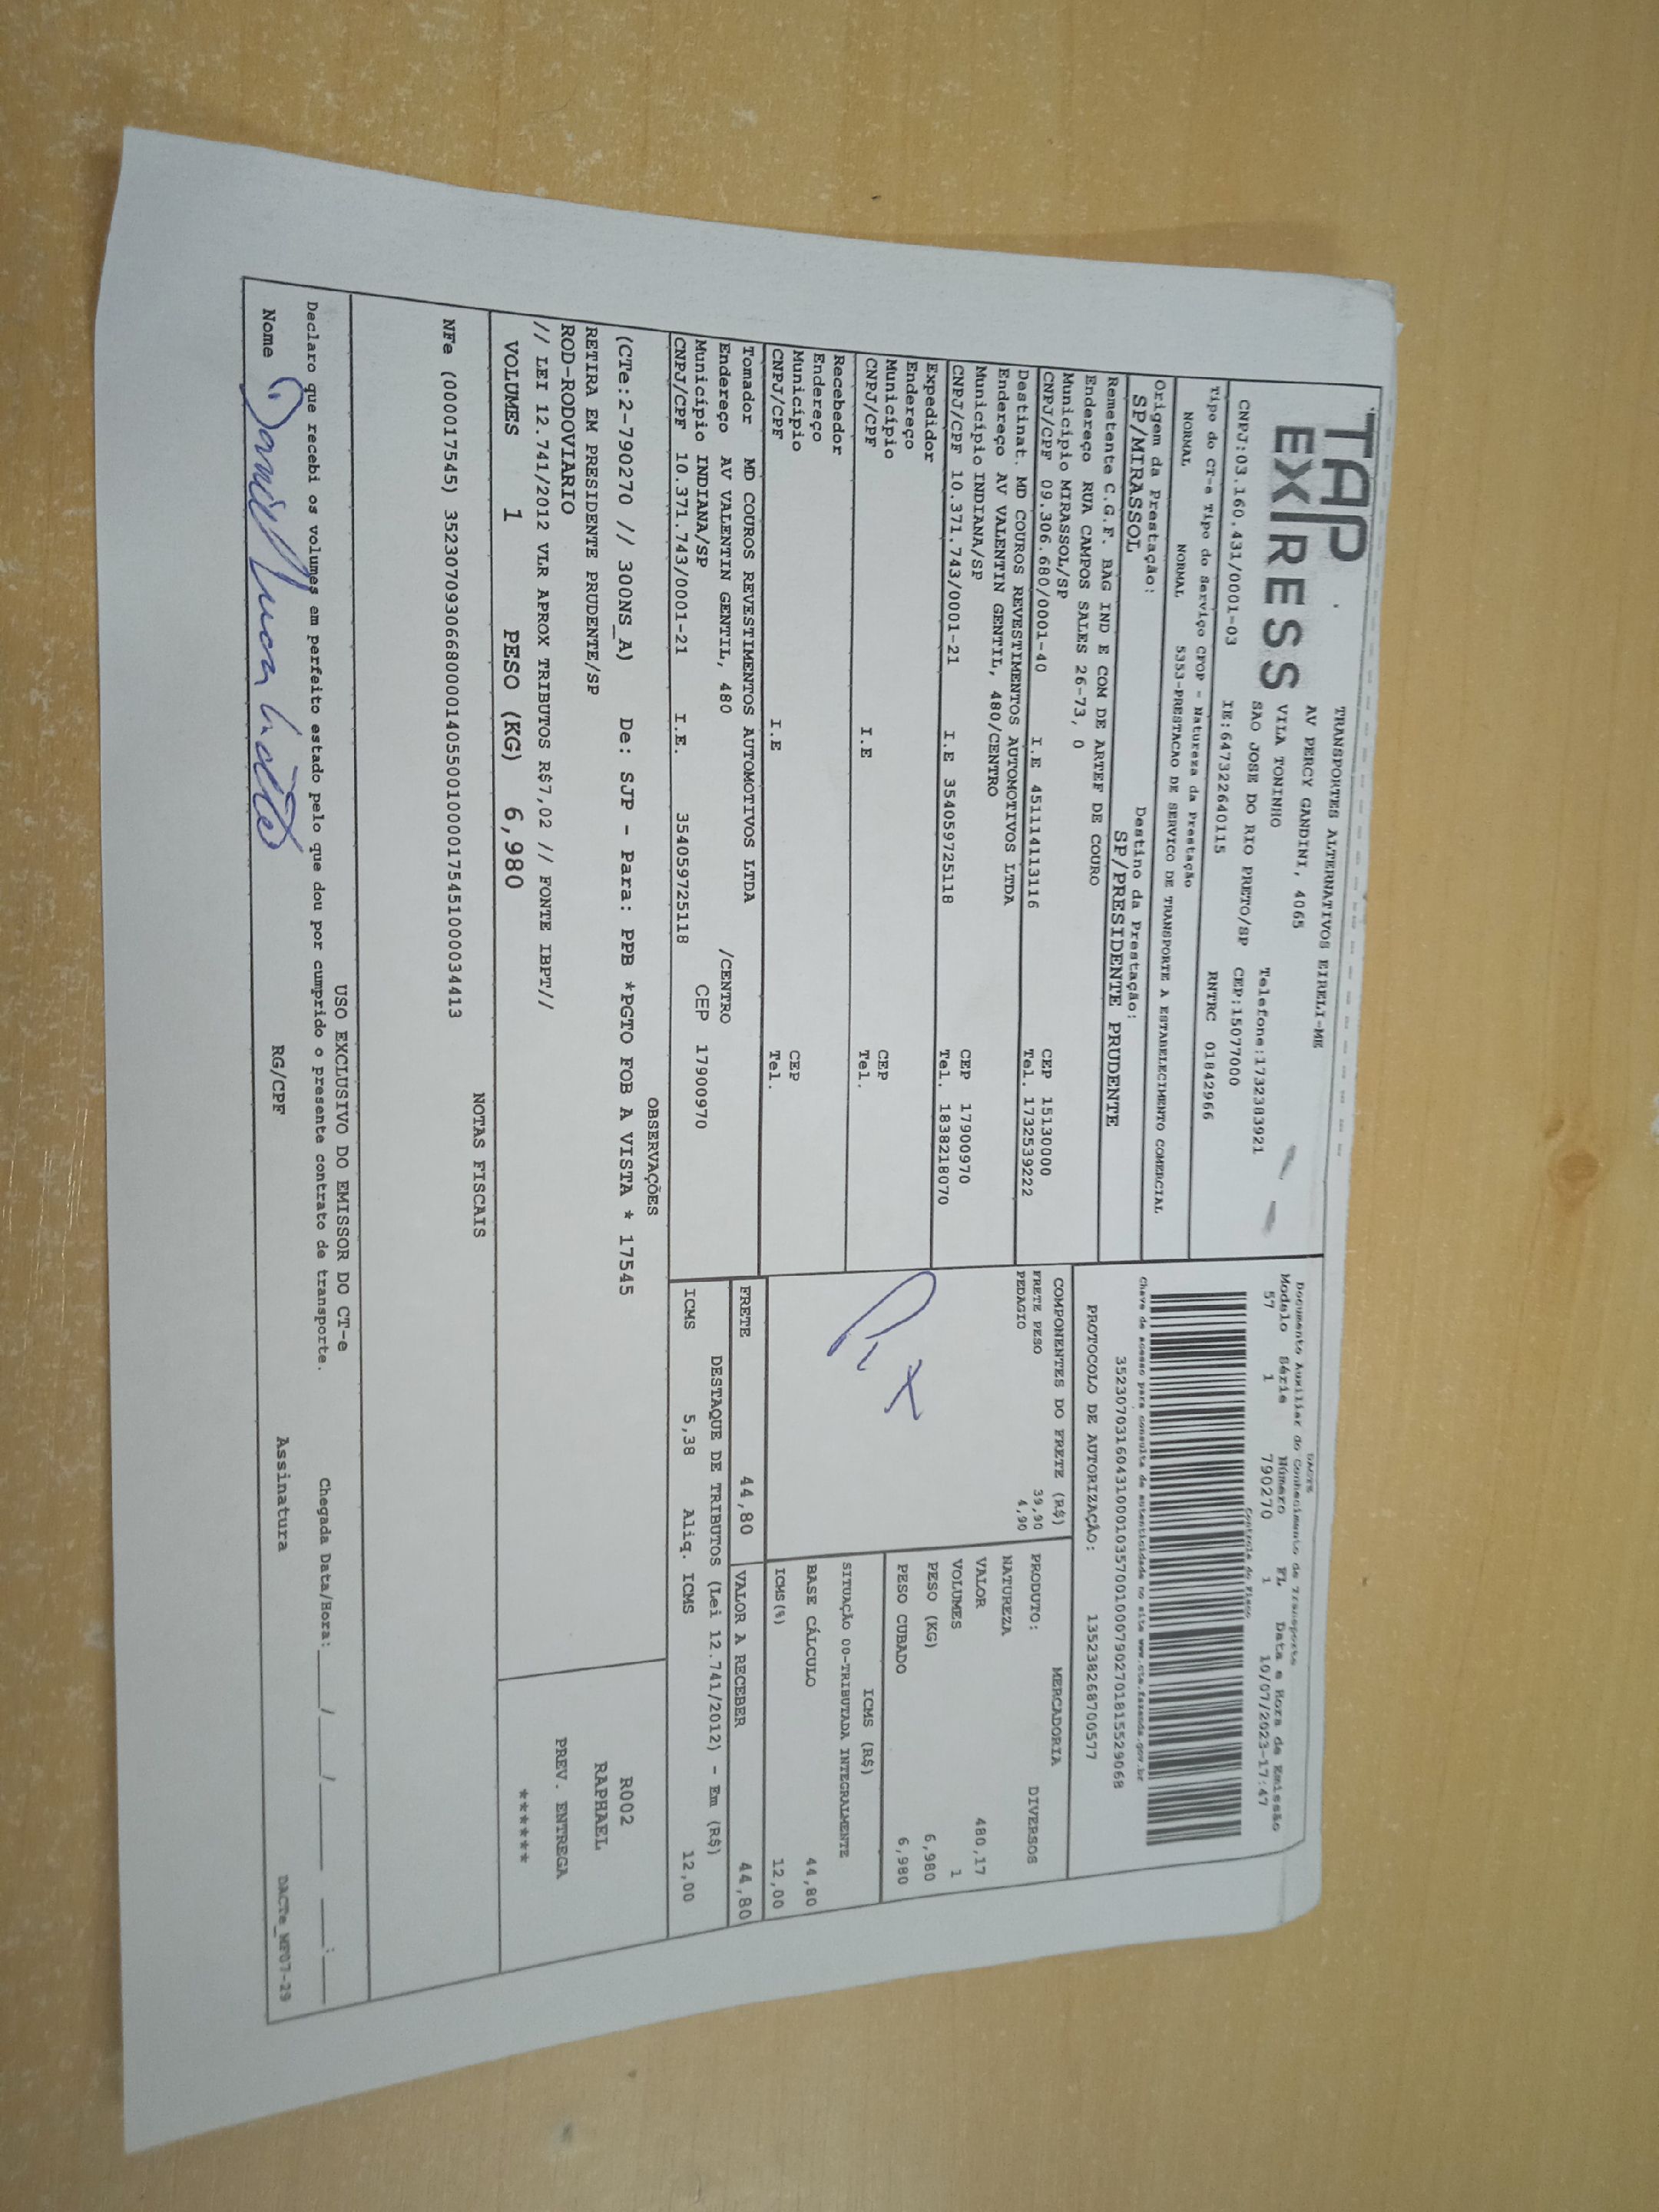 TAP
EXPRESS
TRANSPORTES ALTERNATIVOS EIRELI-ME
AV PERCY GANDINI, 4065
VILA TONINHO
SAO JOSE DO RIO PRETO/SP
Telefone:1732383921
CEP:15077000
CNPJ:03.160.431/0001-03
IE:647322640115
RNTRC 01842966
Tipo do CT-e Tipo do Serviço CFOP - Natureza da Prestação
NORMAL NORMAL 5353-PRESTACAO DE SERVICO DE TRANSPORTE A ESTABELECIMENTO COMERCIAL
Origem da Prestação: Destino da Prestação:
SP/MIRASSOL SP/PRESIDENTE PRUDENTE
DACTE
Documento Auxiliar do Conhecimento de Transporte
Modelo Série Número FL Data e Hora de Emissão
57 1 790270 1 10/07/2023-17:47
Controle do Fisco
Chave de acesso para consulta de autenticidade no site www.cte.fazenda.gov.br
35230703160431000103570010007902701815529068
PROTOCOLO DE AUTORIZAÇÃO: 135238268700577
Remetente C.G.F. BAG IND E COM DE ARTEF DE COURO
Endereço RUA CAMPOS SALES 26-73, 0
Município MIRASSOL/SP CEP 15130000
CNPJ/CPF 09.306.680/0001-40 I.E 451114113116 Tel. 1732539222
Destinat. MD COUROS REVESTIMENTOS AUTOMOTIVOS LTDA
Endereço AV VALENTIN GENTIL, 480/CENTRO
Município INDIANA/SP CEP 17900970
CNPJ/CPF 10.371.743/0001-21 I.E 354059725118 Tel. 1838218070
Expedidor
Endereço
Município CEP
CNPJ/CPF I.E Tel.
Recebedor
Endereço
Município CEP
CNPJ/CPF I.E Tel.
Tomador MD COUROS REVESTIMENTOS AUTOMOTIVOS LTDA
Endereço AV VALENTIN GENTIL, 480 /CENTRO
Município INDIANA/SP CEP 17900970
CNPJ/CPF 10.371.743/0001-21 I.E. 354059725118
COMPONENTES DO FRETE (R$)
FRETE PESO 39,90
PEDAGIO 4,90
Pix
MERCADORIA
PRODUTO: DIVERSOS
NATUREZA
VALOR 480,17
VOLUMES 1
PESO (KG) 6,980
PESO CUBADO 6,980
ICMS (R$)
SITUAÇÃO 00-TRIBUTADA INTEGRALMENTE
BASE CÁLCULO 44,80
ICMS(%) 12,00
FRETE 44,80 VALOR A RECEBER 44,80
DESTAQUE DE TRIBUTOS (Lei 12.741/2012) - Em (R$)
ICMS 5,38 Aliq. ICMS 12,00
OBSERVAÇÕES
(CTe:2-790270 // 300NS_A) De: SJP - Para: PPB *PGTO FOB A VISTA * 17545
RETIRA EM PRESIDENTE PRUDENTE/SP
ROD-RODOVIARIO
// LEI 12.741/2012 VLR APROX TRIBUTOS R$7,02 // FONTE IBPT//
R002
RAPHAEL
PREV. ENTREGA
******
VOLUMES 1 PESO (KG) 6,980
NOTAS FISCAIS
NFe (000017545) 35230709306680000140550010000175451000034413
USO EXCLUSIVO DO EMISSOR DO CT-e
Declaro que recebi os volumes em perfeito estado pelo que dou por cumprido o presente contrato de transporte. Chegada Data/Hora: ____/____/____ ___:___
Nome RG/CPF Assinatura
DACTe_MF07-29